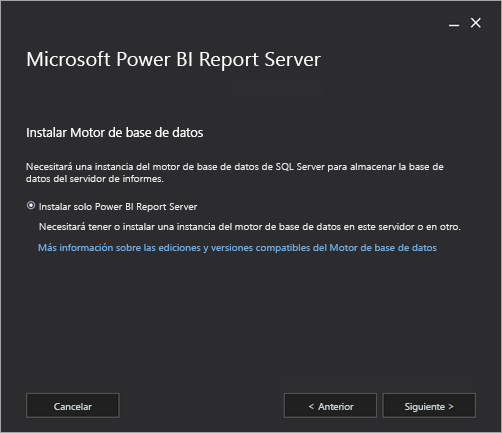 Microsoft Power BI Report Server
Instalar Motor de base de datos
Necesitará una instancia del motor de base de datos de SQL Server para almacenar la base de
datos del servidor de informes.
Instalar solo Power BI Report Server
Necesitará tener o instalar una instancia del motor de base de datos en este servidor o en otro.
Más información sobre las ediciones y versiones compatibles del Motor de base de datos
Cancelar
< Anterior
Siguiente >